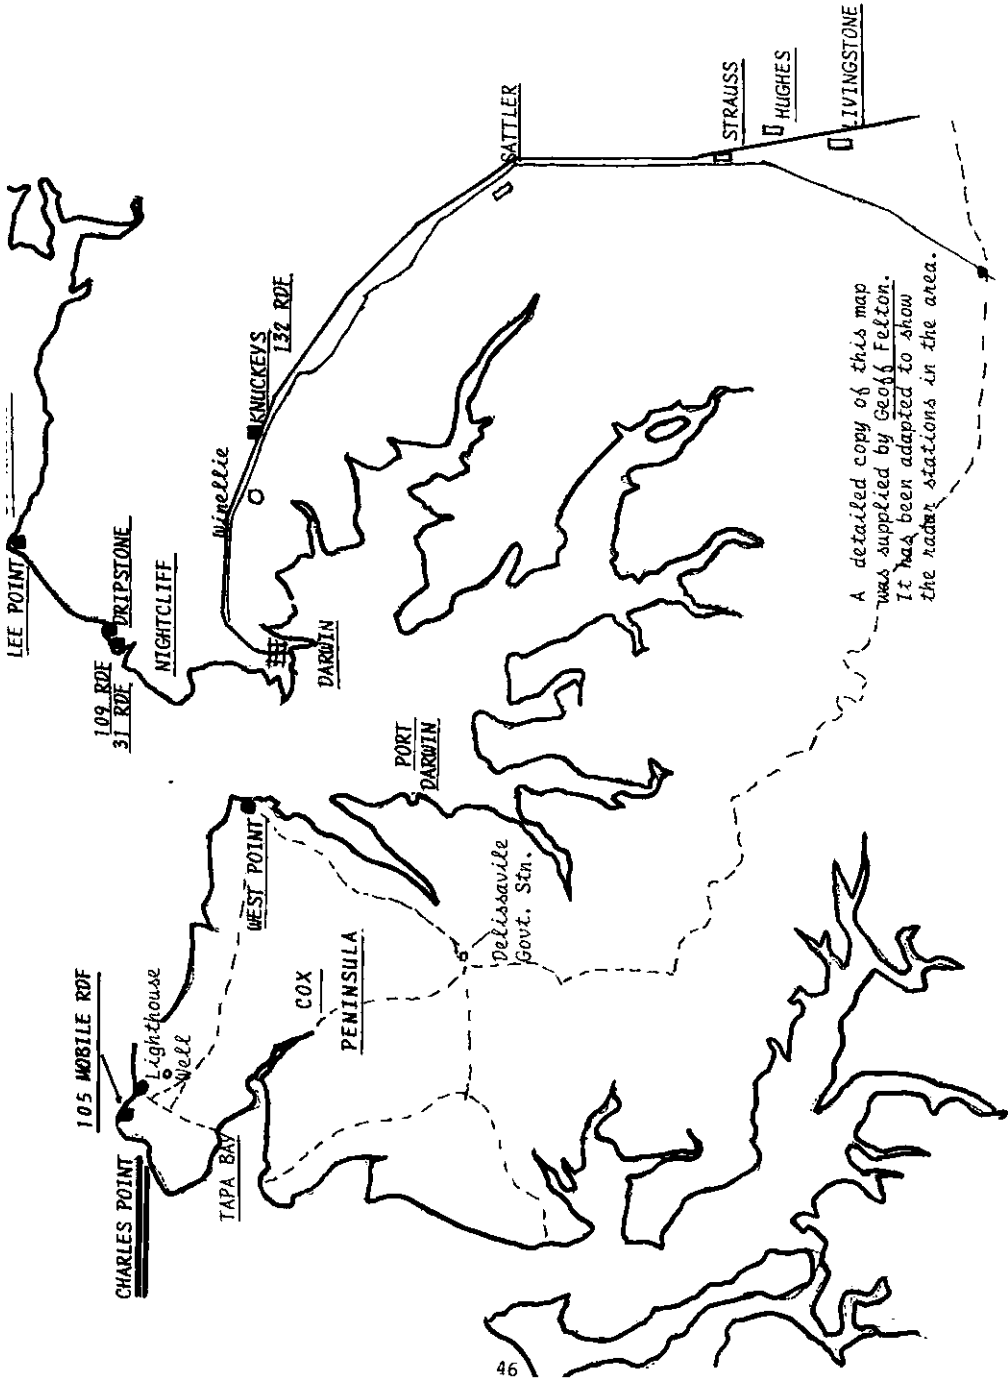 105 MOBILE RDF
CHARLES POINT
Lighthouse
Well
TAPA BAY
COX
PENINSULA
WEST POINT
Delissavile
Govt. Stn.
PORT
DARWIN
LEE POINT
109 RDF
31 RDF
DRIPSTONE
NIGHTCLIFF
DARWIN
Winellie
KNUCKEYS
132 RDF
SATTLER
STRAUSS
HUGHES
LIVINGSTONE
A detailed copy of this map
was supplied by Geoff Felton.
It has been adapted to show
the radar stations in the area.
46